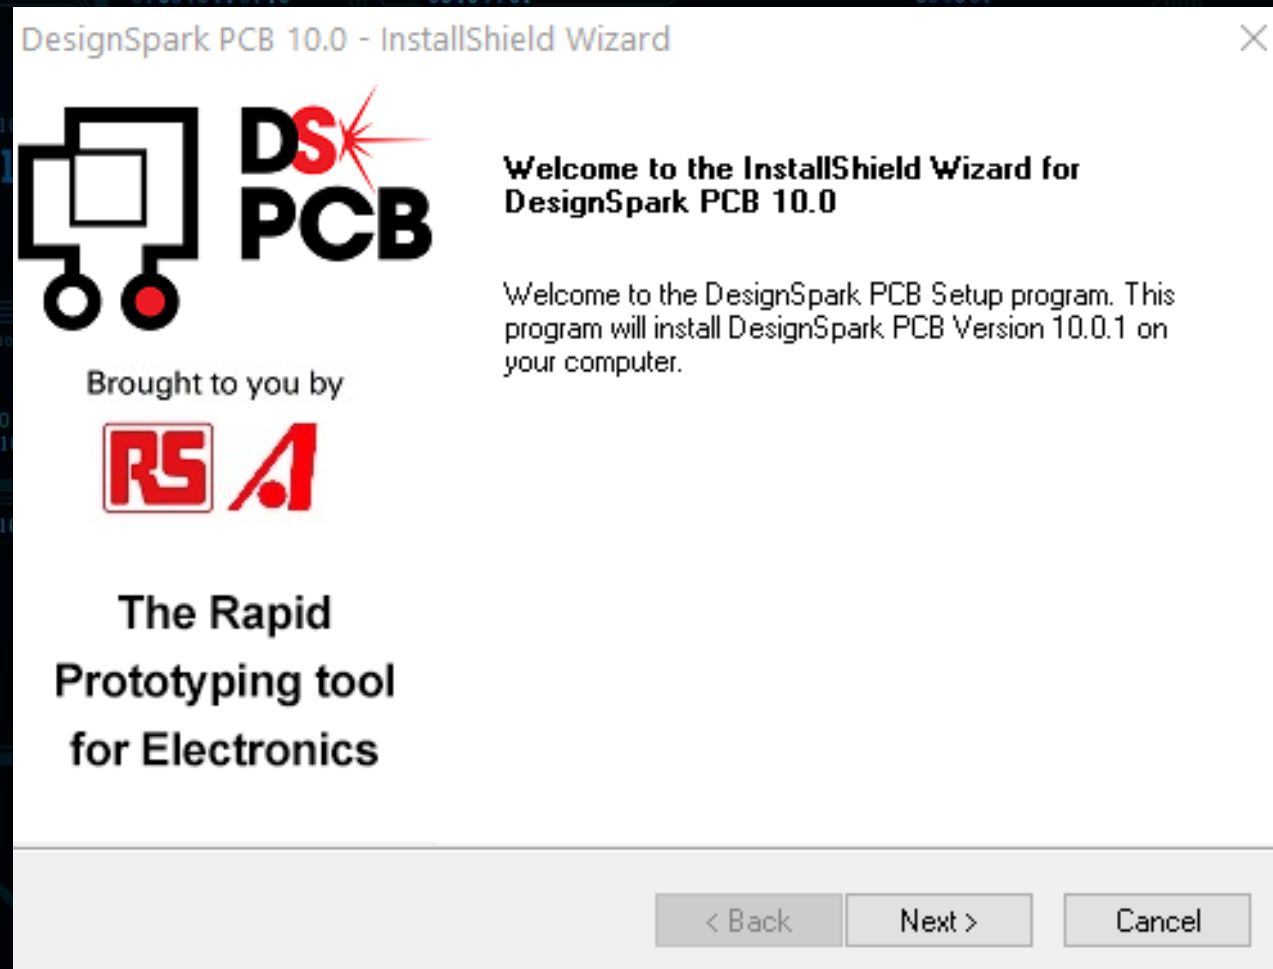 DesignSpark PCB 10.0 - InstallShield Wizard
DS
PCB
Welcome to the InstallShield Wizard for
DesignSpark PCB 10.0
Welcome to the DesignSpark PCB Setup program. This
program will install DesignSpark PCB Version 10.0.1 on
your computer.
Brought to you by
RS
The Rapid
Prototyping tool
for Electronics
< Back
Next >
Cancel